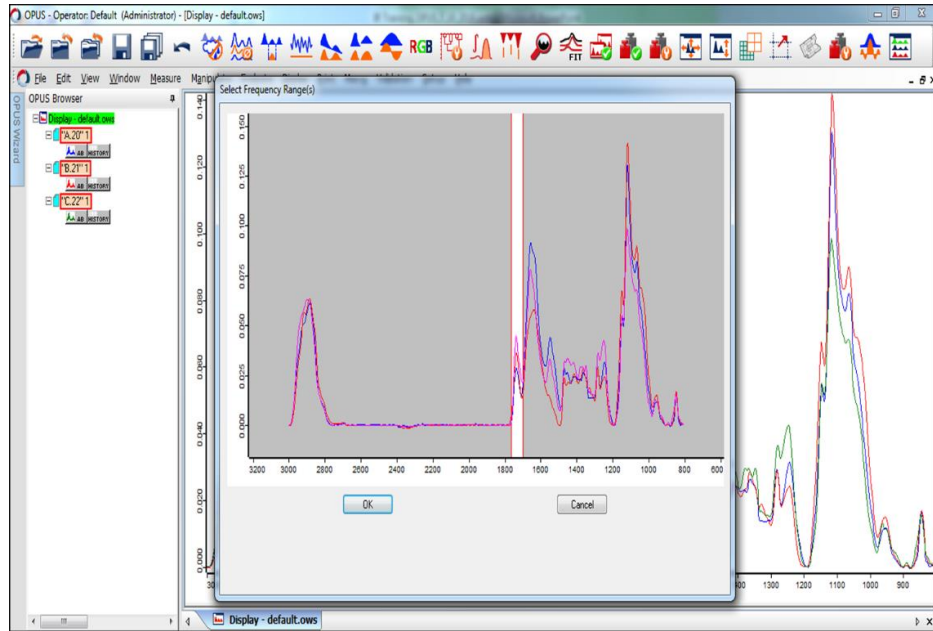 OPUS - Operator: Default (Administrator) - [Display - default.ows]
RGB
FIT
File Edit View Window Measure
OPUS Browser
OPUS Wizard
Display - default.ows
"A.20" 1
AB HISTORY
"B.21" 1
AB HISTORY
"C.22" 1
AB HISTORY
Select Frequency Range(s)
0.150
0.125
0.100
0.075
0.050
0.025
0.000
3200 3000 2800 2600 2400 2200 2000 1800 1600 1400 1200 1000 800 600
OK Cancel
0.140
0.120
0.100
0.080
0.060
0.040
0.020
0.000
1300 1200 1100 1000 900
Display - default.ows